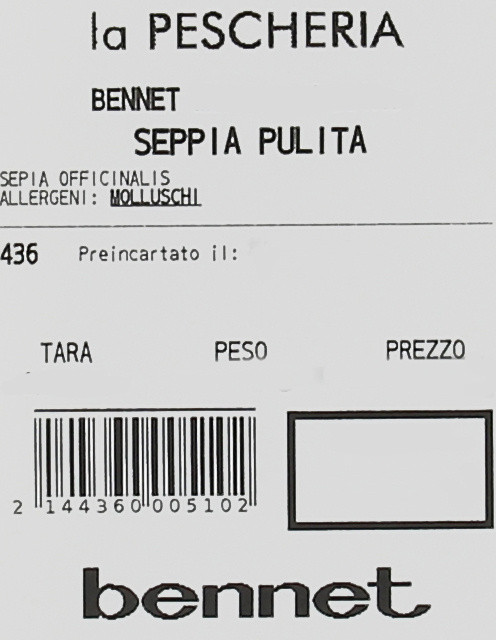 la PESCHERIA
BENNET
SEPPIA PULITA
SEPIA OFFICINALIS
ALLERGENI: MOLLUSCHI
436 Preincartato il:
TARA PESO PREZZO
2 144360 005102
bennet